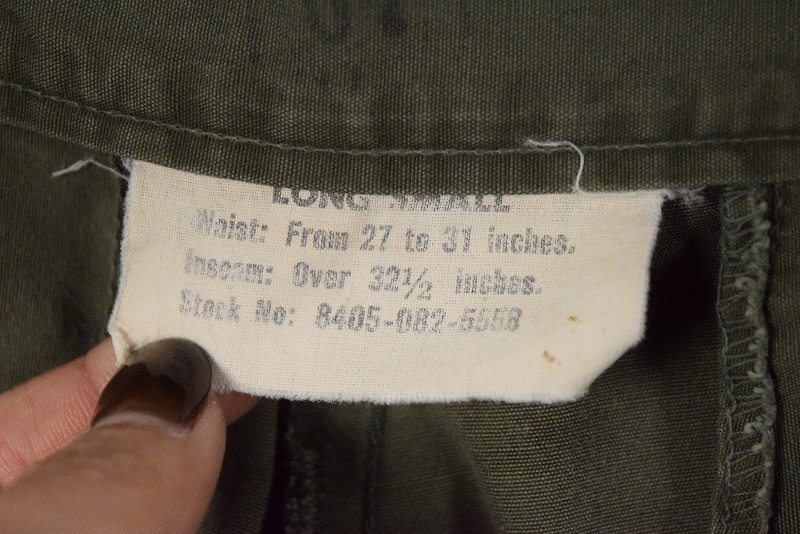 LONG SMALL
Waist: From 27 to 31 inches.
Inseam: Over 32½ inches.
Stock No: 8405-082-5558